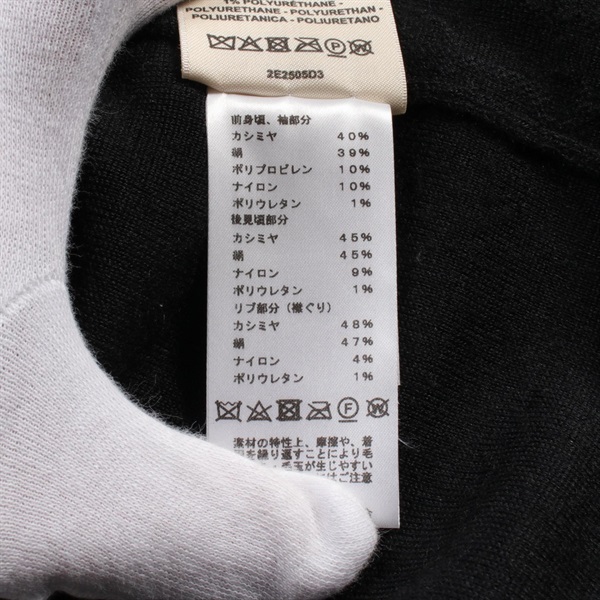 1% POLYURÉTHANE -
POLYURETHANE - POLYURETHAN -
POLIURETANICA - POLIURETANO
P W
2E2505D3
前身頃、袖部分
カシミヤ 40%
絹 39%
ポリプロピレン 10%
ナイロン 10%
ポリウレタン 1%
後見頃部分
カシミヤ 45%
絹 45%
ナイロン 9%
ポリウレタン 1%
リブ部分（襟ぐり）
カシミヤ 48%
絹 47%
ナイロン 4%
ポリウレタン 1%
F W
素材の特性上、摩擦や、着
を繰り返すことにより毛
毛玉が生じやすい
はご注意